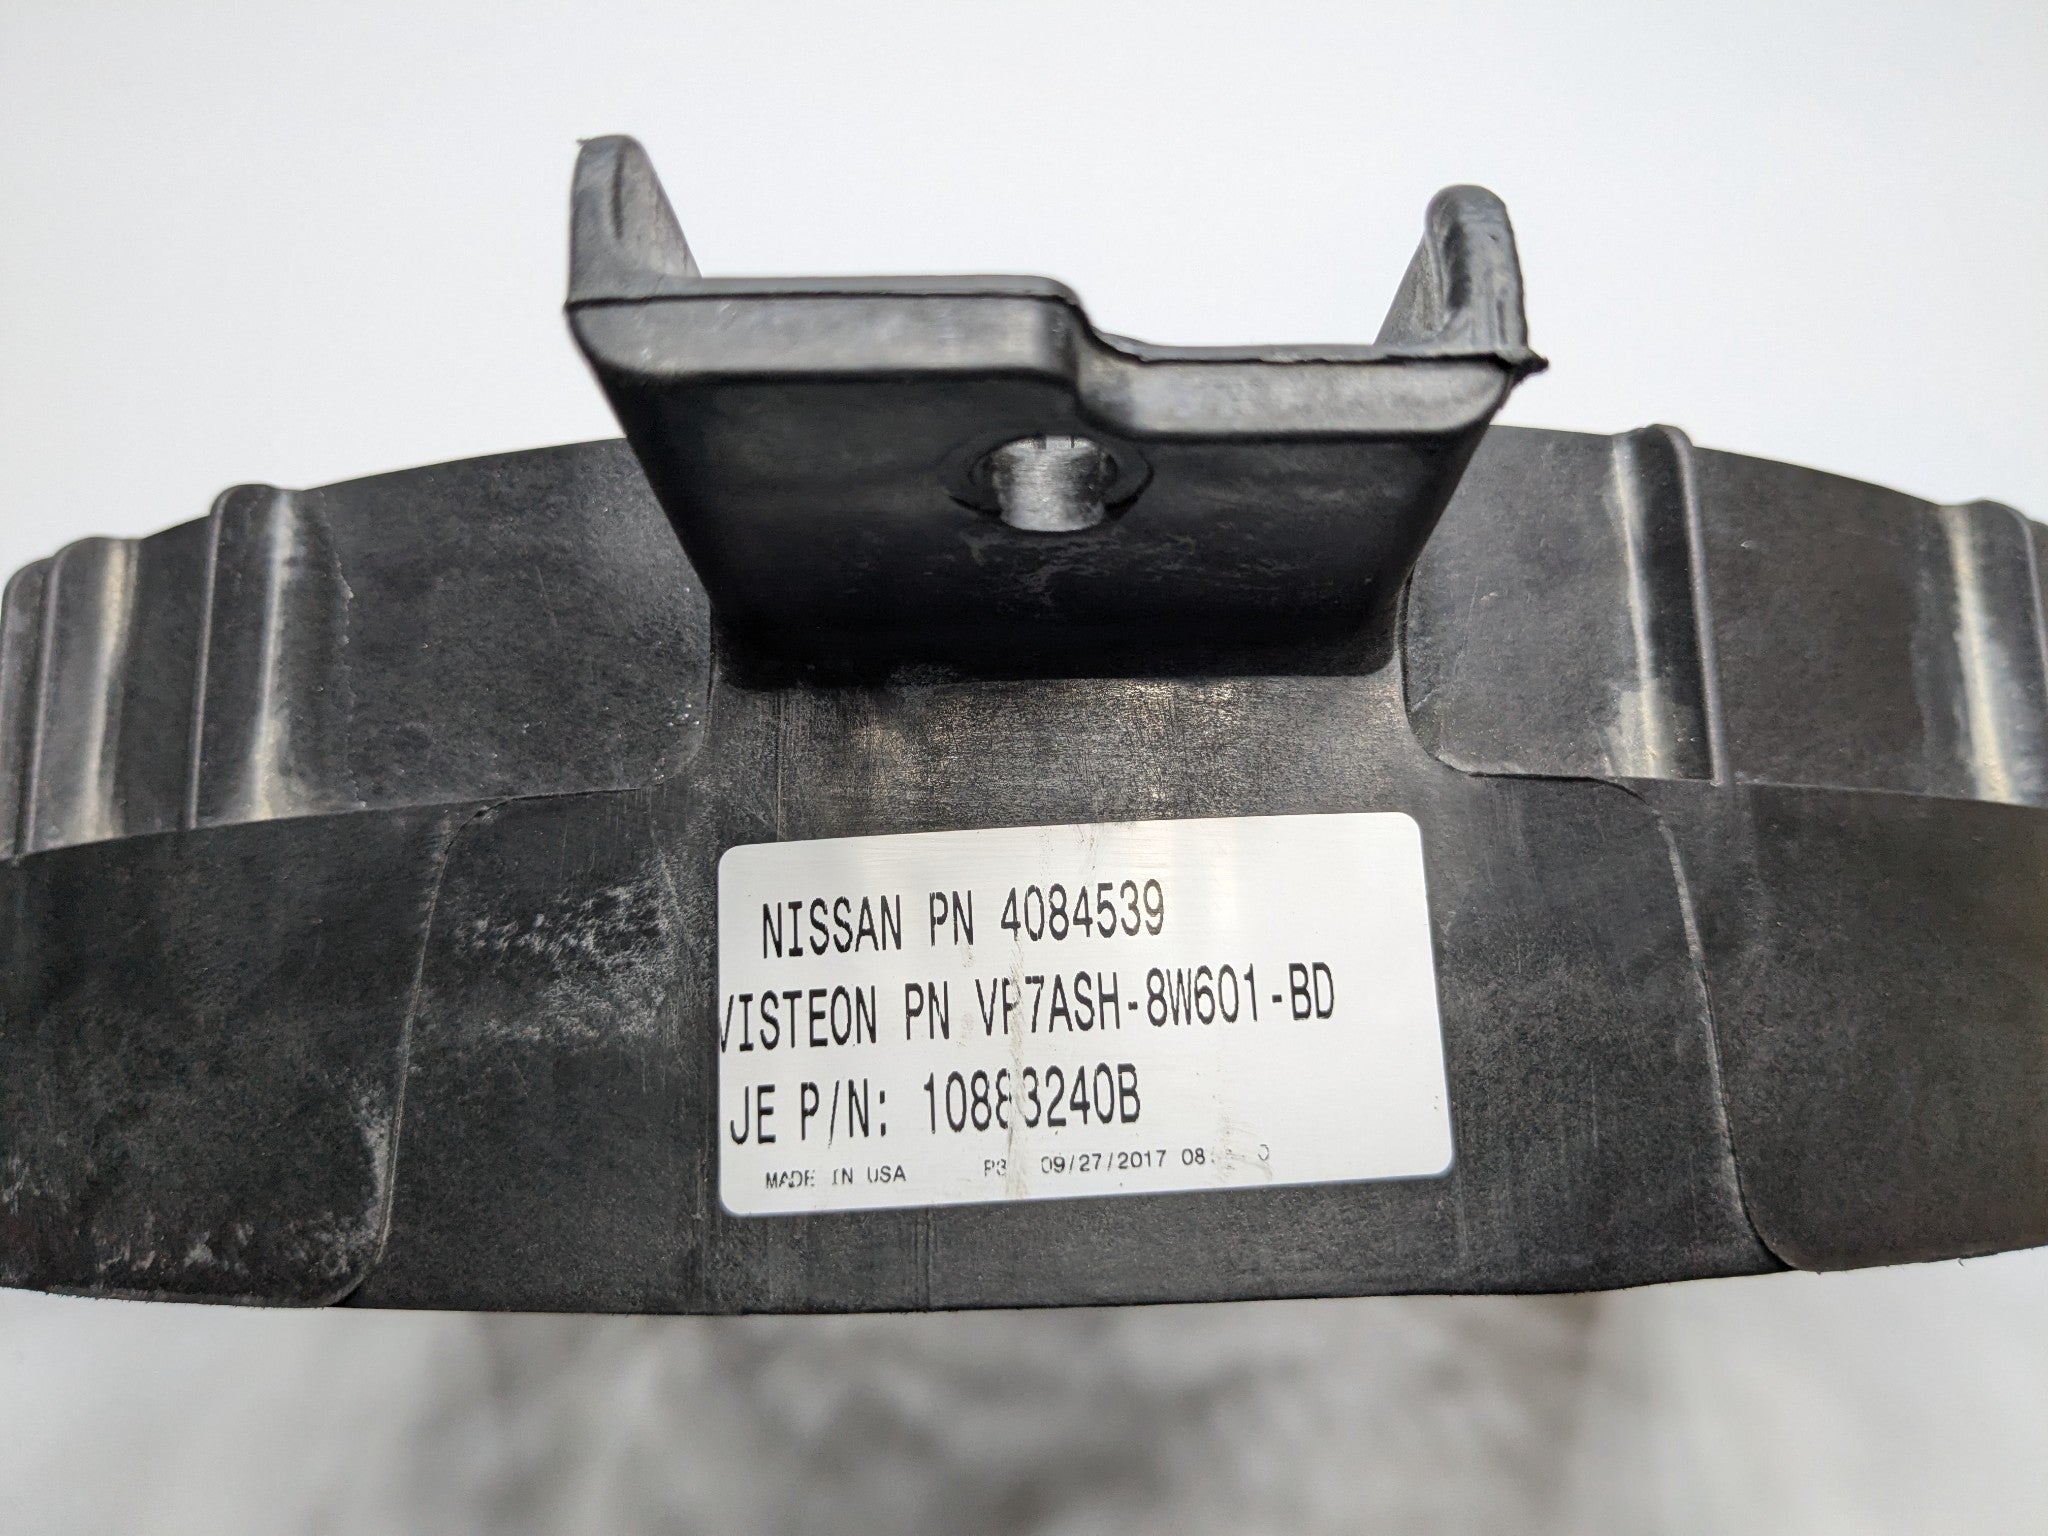 NISSAN PN 4084539
VISTEON PN VP7ASH-8W601-BD
JE P/N: 10883240B
MADE IN USA 09/27/2017